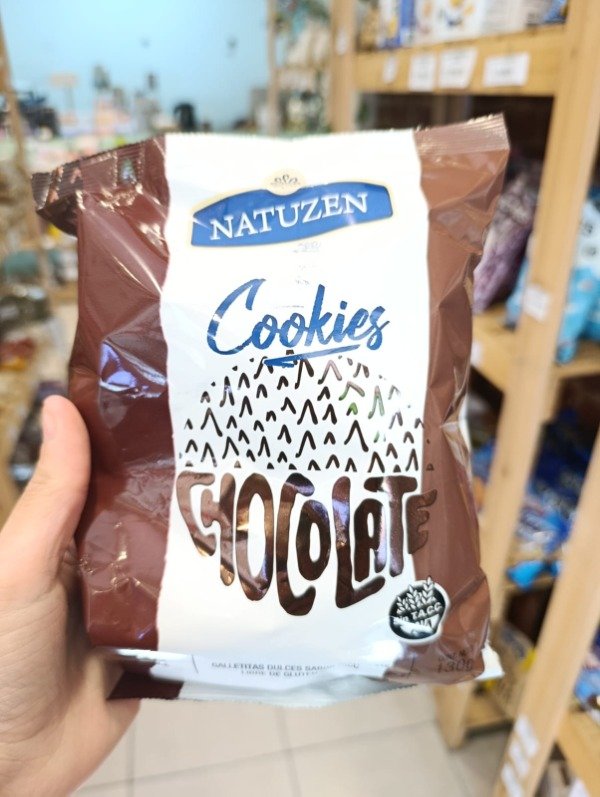 NATUZEN
Cookies
CHOCOLATE
SIN T.A.C.C.
GALLETITAS DULCES SABOR
LIBRE DE GLUTEN
130g